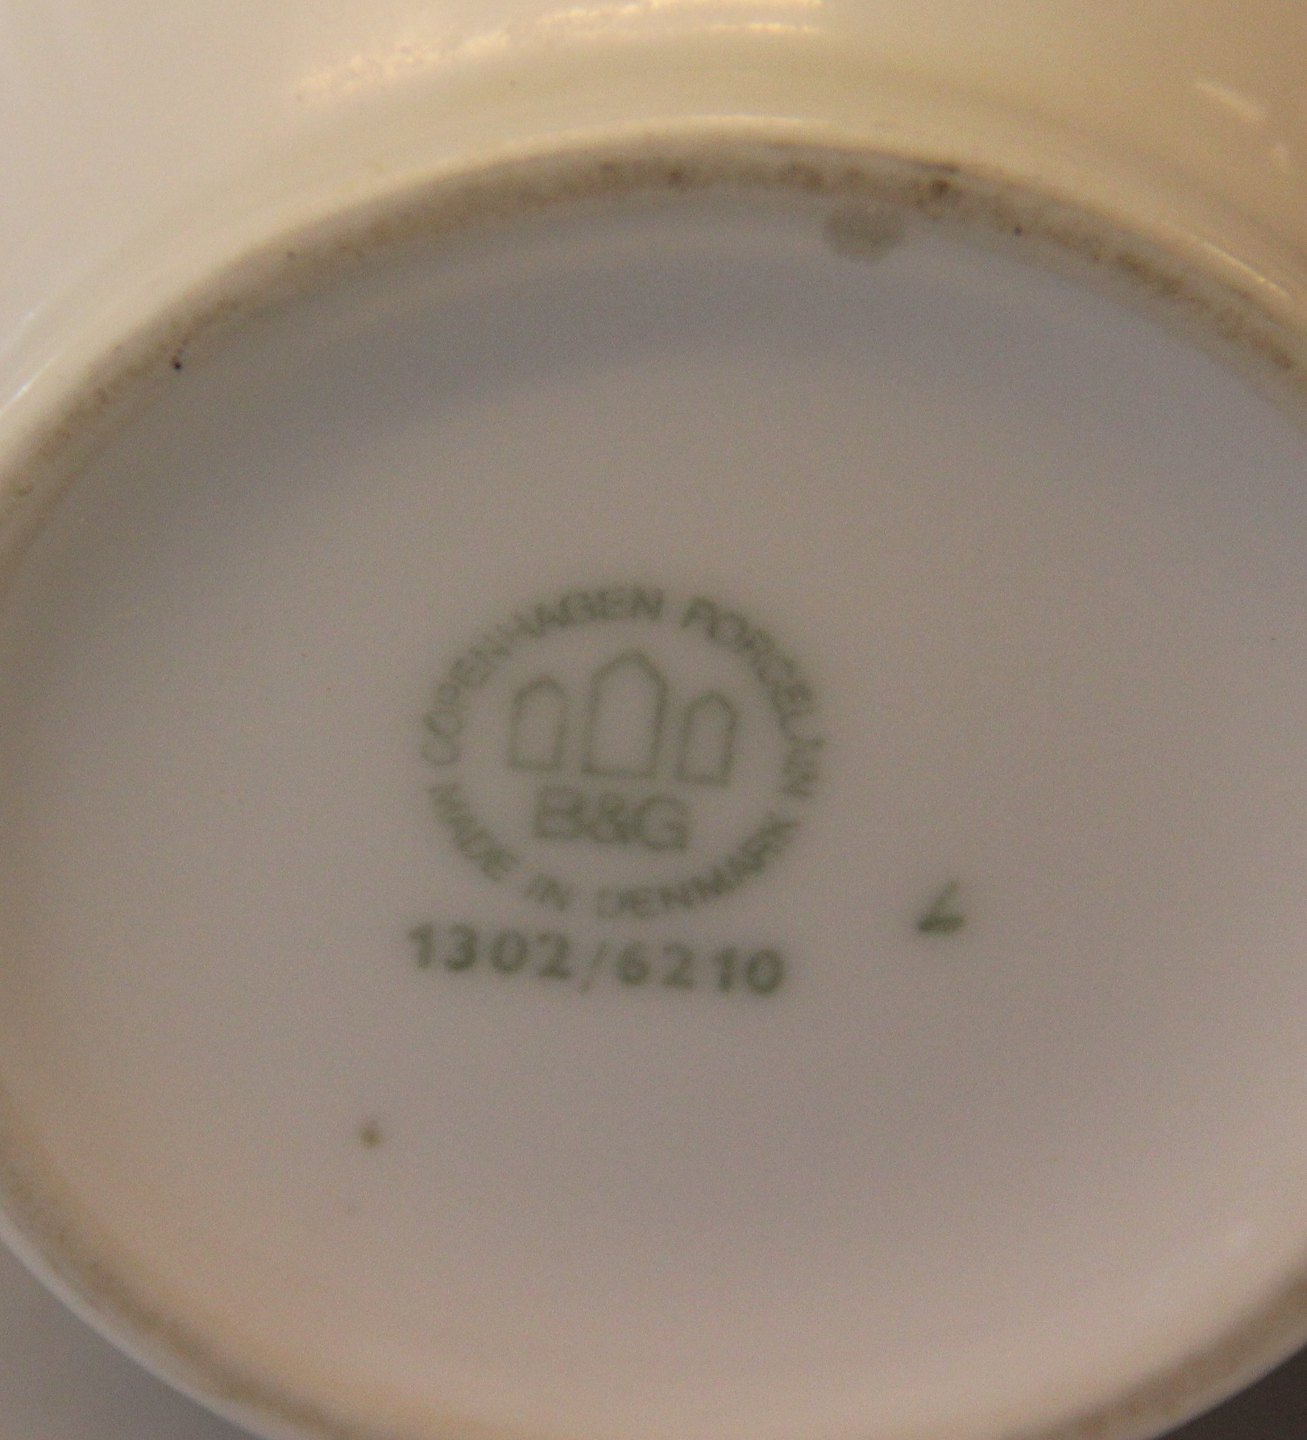 COPENHAGEN PORCELAIN
B&G
MADE IN DENMARK
1302/6210